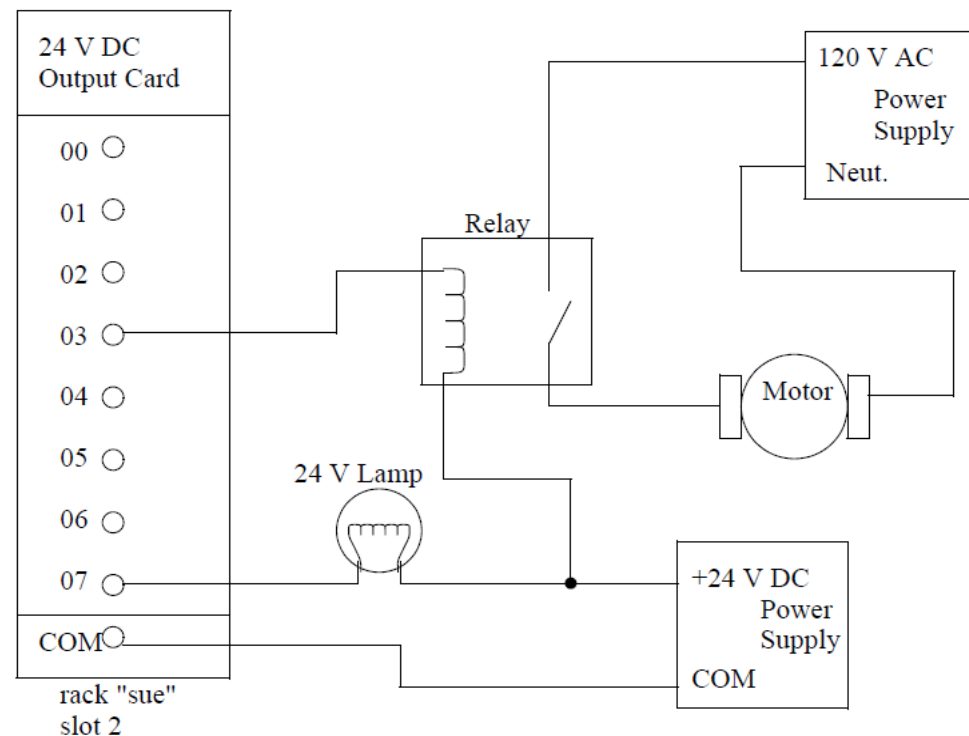 24 V DC
Output Card
00
01
02
03
04
05
06
07
COM
rack "sue"
slot 2
Relay
24 V Lamp
120 V AC
Power
Supply
Neut.
Motor
+24 V DC
Power
Supply
COM